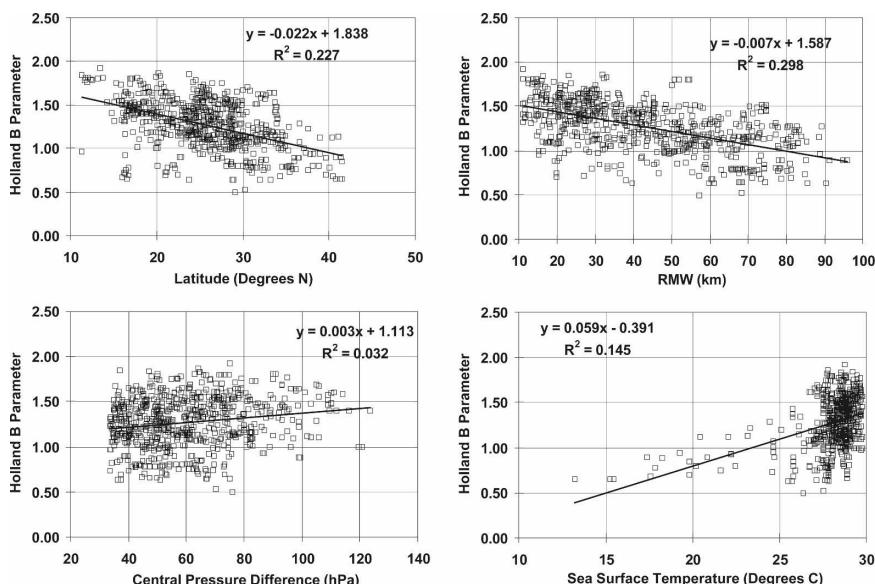 2.50
2.00
1.50
1.00
0.50
0.00
Holland B Parameter
y = -0.022x + 1.838
R2 = 0.227
10 20 30 40 50
Latitude (Degrees N)
2.50
2.00
1.50
1.00
0.50
0.00
Holland B Parameter
y = -0.007x + 1.587
R2 = 0.298
10 20 30 40 50 60 70 80 90 100
RMW (km)
2.50
2.00
1.50
1.00
0.50
0.00
Holland B Parameter
y = 0.003x + 1.113
R2 = 0.032
20 40 60 80 100 120 140
Central Pressure Difference (hPa)
2.50
2.00
1.50
1.00
0.50
0.00
Holland B Parameter
y = 0.059x - 0.391
R2 = 0.145
10 15 20 25 30
Sea Surface Temperature (Degrees C)